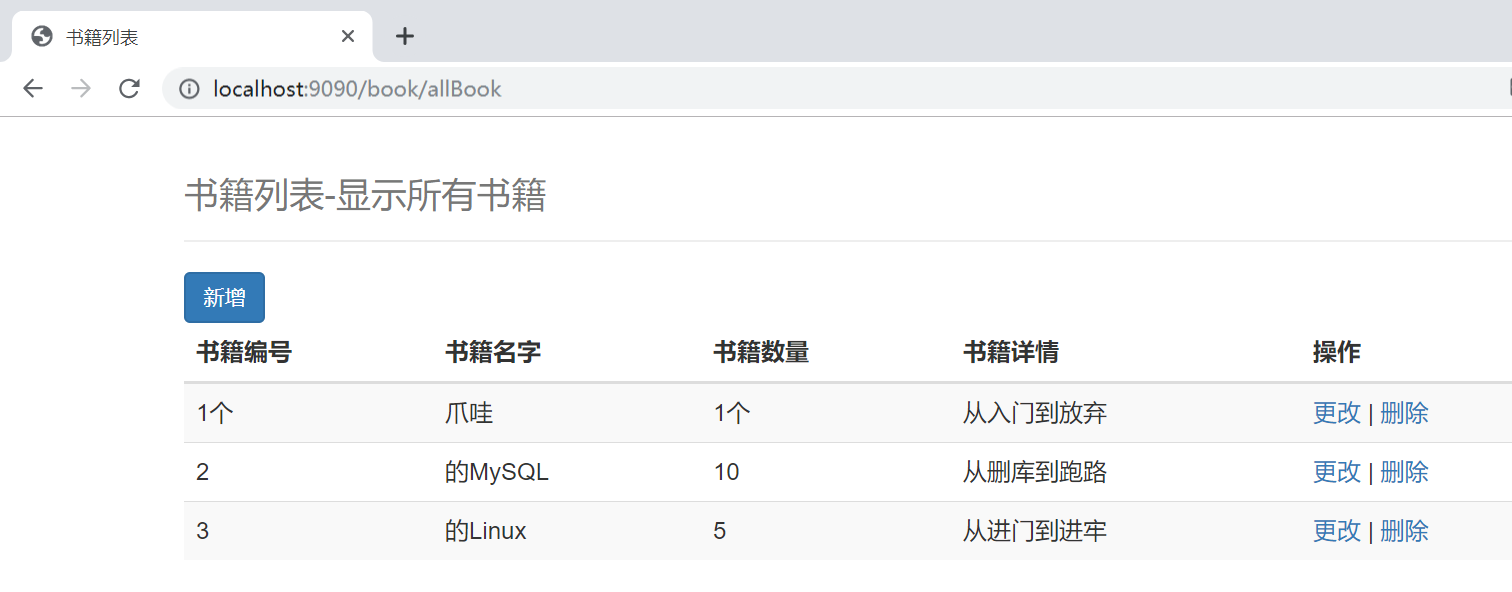 书籍列表
localhost:9090/book/allBook
书籍列表-显示所有书籍
新增
书籍编号 书籍名字 书籍数量 书籍详情 操作
1个 爪哇 1个 从入门到放弃 更改 | 删除
2 的MySQL 10 从删库到跑路 更改 | 删除
3 的Linux 5 从进门到进牢 更改 | 删除